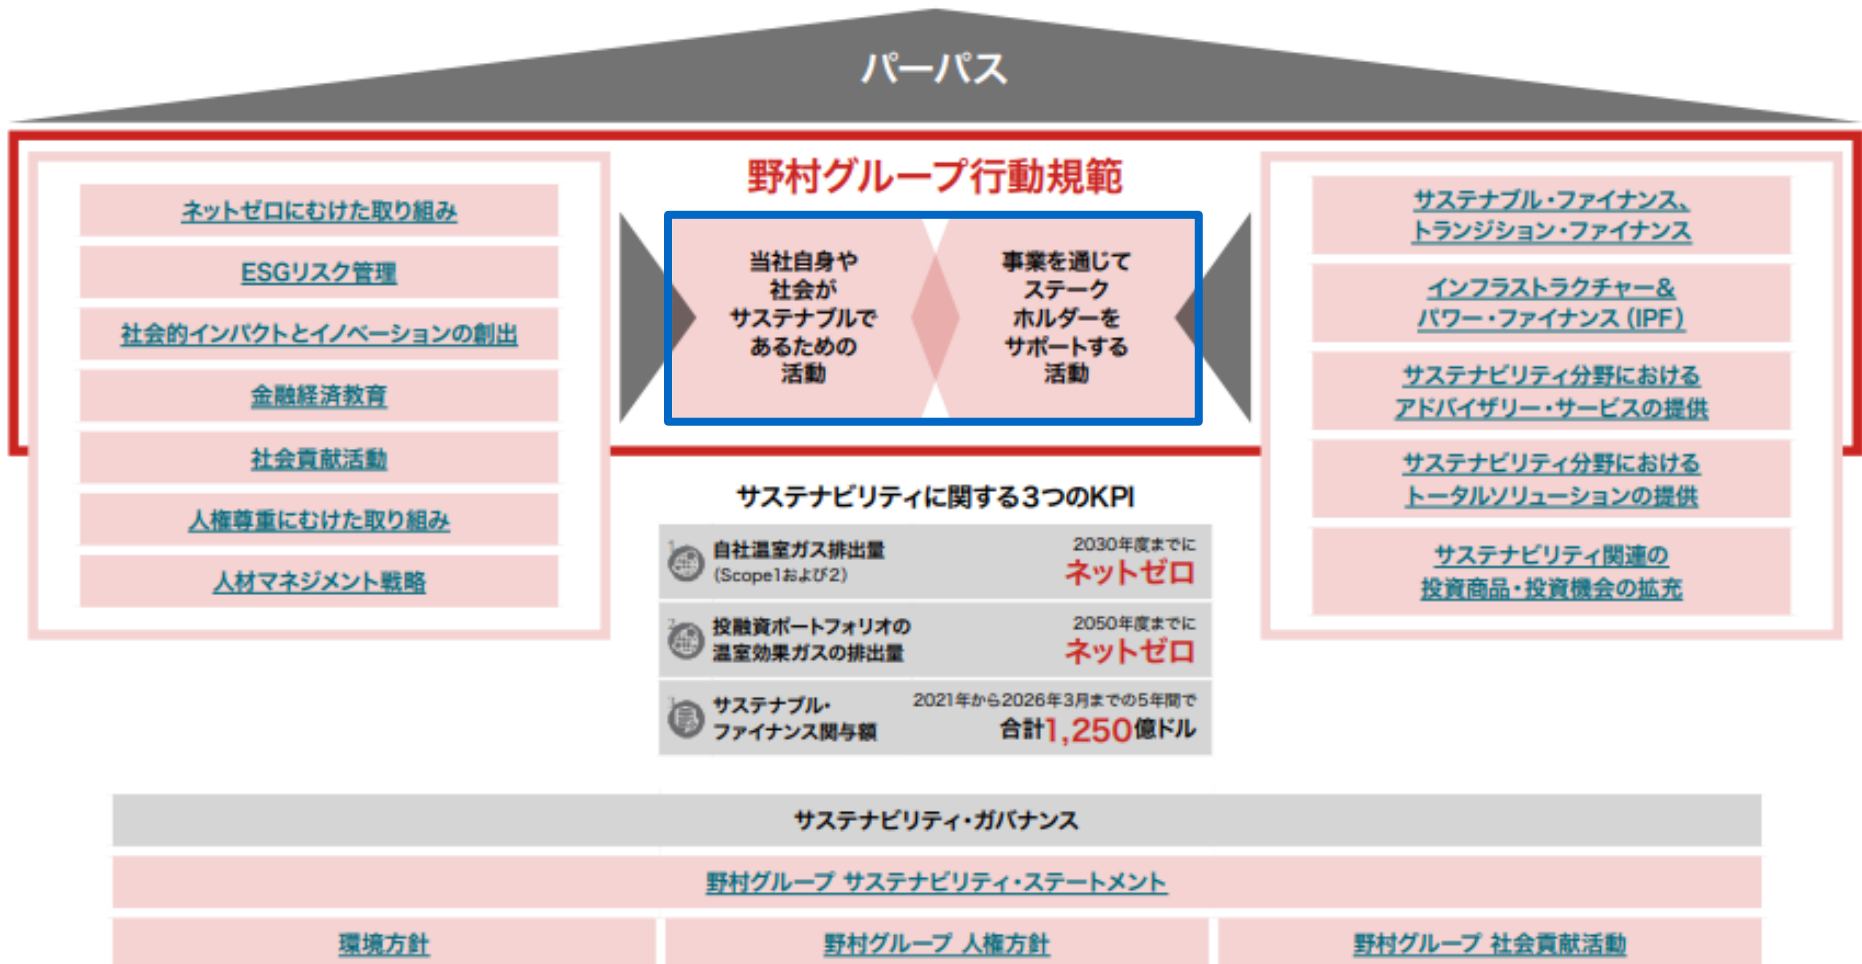 パーパス
野村グループ行動規範
ネットゼロにむけた取り組み
ESGリスク管理
社会的インパクトとイノベーションの創出
金融経済教育
社会貢献活動
人権尊重にむけた取り組み
人材マネジメント戦略
当社自身や
社会が
サステナブルで
あるための
活動
事業を通じて
ステーク
ホルダーを
サポートする
活動
サステナブル・ファイナンス、
トランジション・ファイナンス
インフラストラクチャー&
パワー・ファイナンス（IPF）
サステナビリティ分野における
アドバイザリー・サービスの提供
サステナビリティ分野における
トータルソリューションの提供
サステナビリティ関連の
投資商品・投資機会の拡充
サステナビリティに関する3つのKPI
1
自社温室ガス排出量
（Scope1および2）
2030年度までに
ネットゼロ
2
投融資ポートフォリオの
温室効果ガスの排出量
2050年度までに
ネットゼロ
3
サステナブル・
ファイナンス関与額
2021年から2026年3月までの5年間で
合計1,250億ドル
サステナビリティ・ガバナンス
野村グループ サステナビリティ・ステートメント
環境方針
野村グループ 人権方針
野村グループ 社会貢献活動